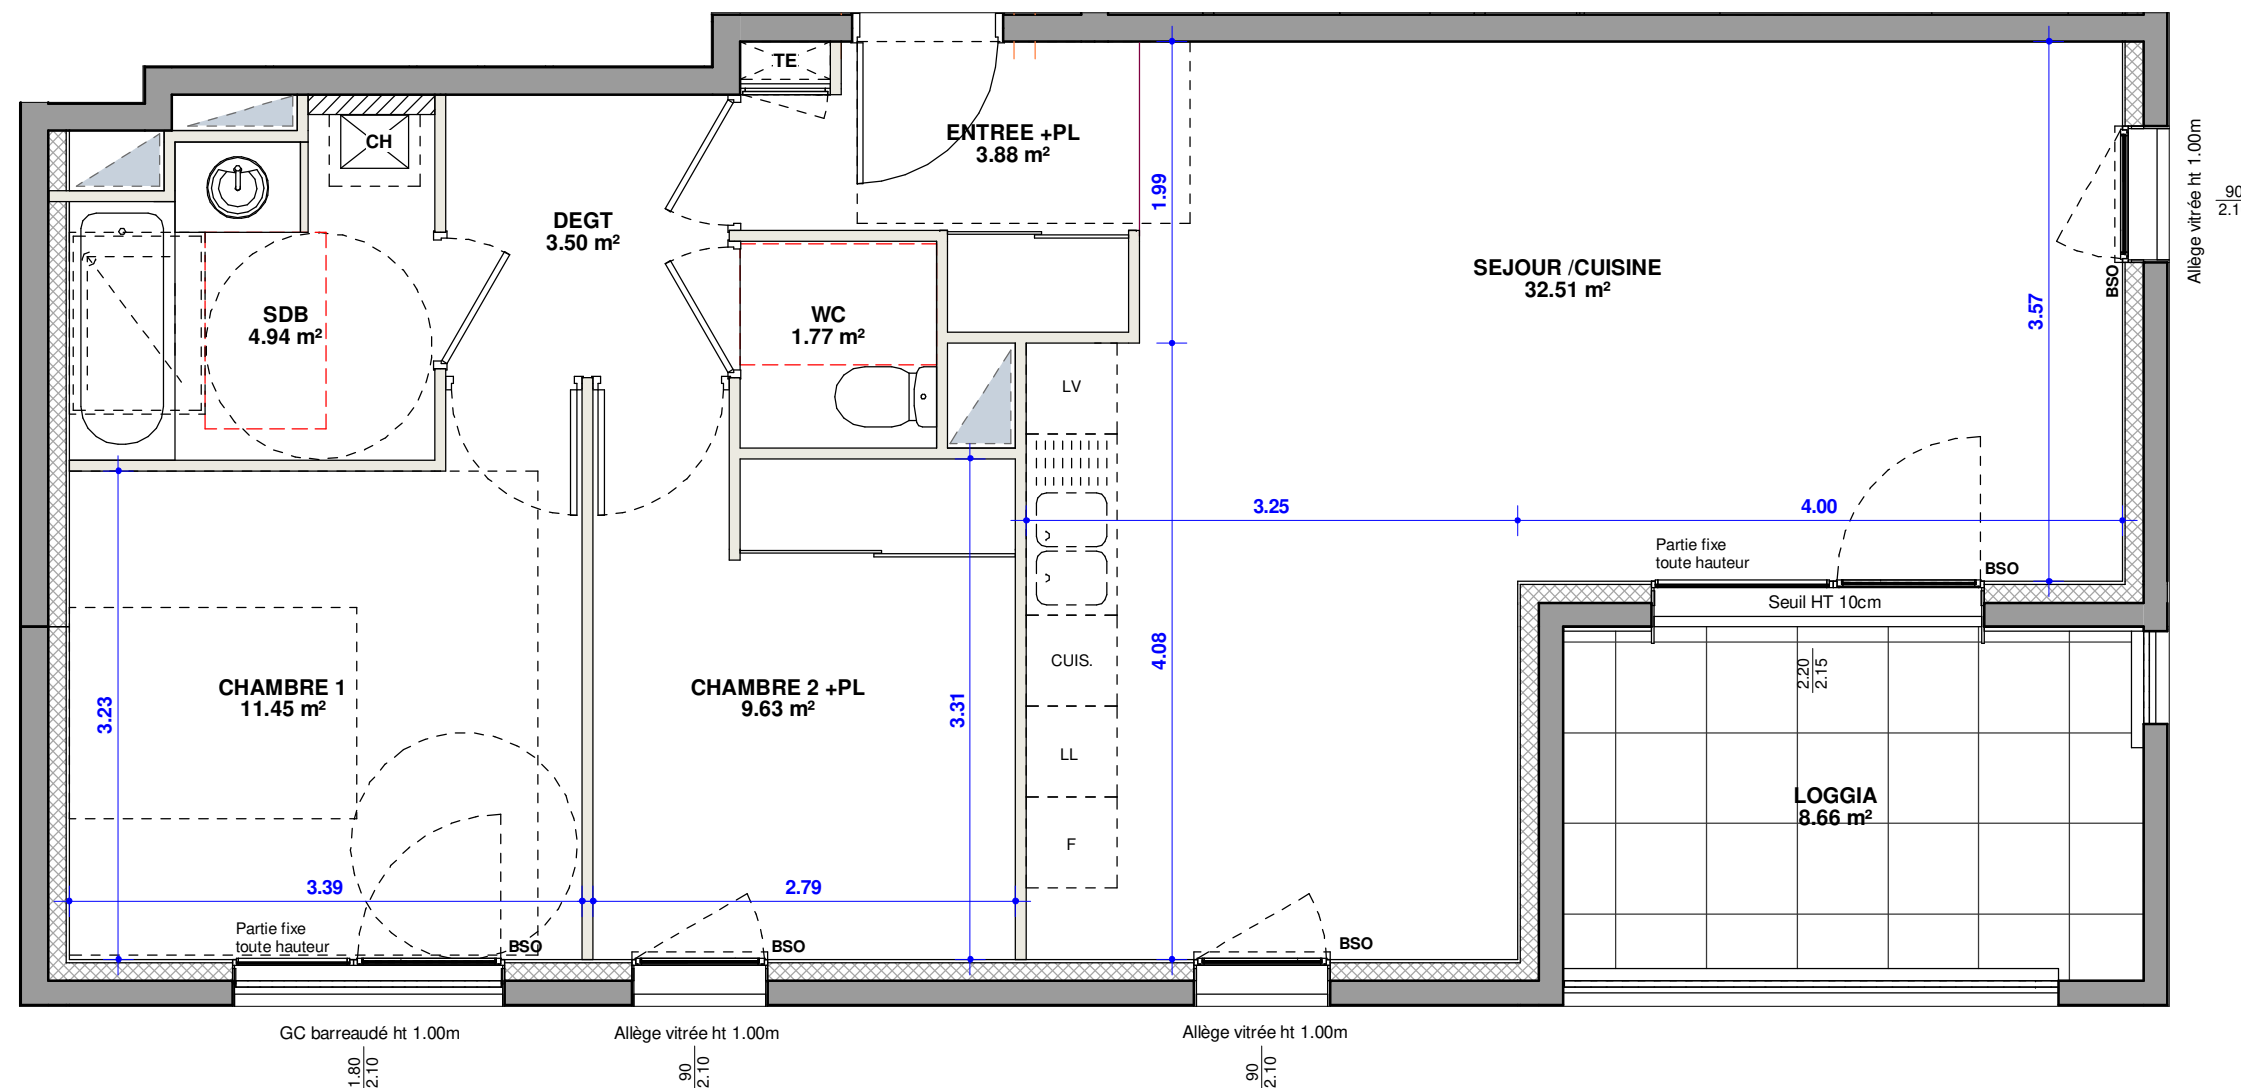 TE
CH
ENTREE +PL
3.88 m²
DEGT
3.50 m²
1.99
SEJOUR /CUISINE
32.51 m²
SDB
4.94 m²
WC
1.77 m²
3.57
BSO
Allège vitrée ht 1.00m
90
LV
3.25
4.00
Partie fixe
toute hauteur
BSO
Seuil HT 10cm
2.20
2.15
CUIS.
4.08
CHAMBRE 1
11.45 m²
3.23
CHAMBRE 2 +PL
9.63 m²
3.31
LL
LOGGIA
8.66 m²
F
3.39
2.79
Partie fixe
toute hauteur
BSO
BSO
BSO
GC barreaudé ht 1.00m
1.80
2.10
Allège vitrée ht 1.00m
90
2.10
Allège vitrée ht 1.00m
90
2.10